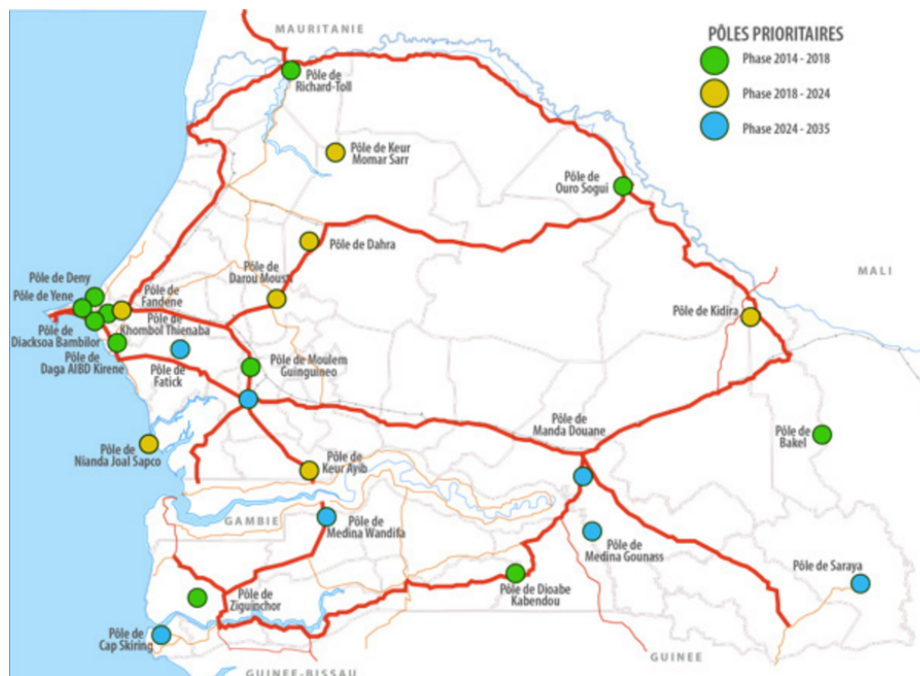 MAURITANIE
PÔLES PRIORITAIRES
Phase 2014 - 2018
Phase 2018 - 2024
Phase 2024 - 2035
Pôle de
Richard-Toll
Pôle de Keur
Momar Sarr
Pôle de
Ouro Sogui
Pôle de Dahra
MALI
Pôle de
Darou Mousti
Pôle de Deny
Pôle de Yene
Pôle de
Fandene
Pôle de
Khombol Thienaba
Pôle de
Diacksoa Bambilor
Pôle de
Daga AIBD Kirene
Pôle de Kidira
Pôle de
Fatick
Pôle de Moulem
Guinguineo
Pôle de
Manda Douane
Pôle de
Bakel
Pôle de
Nianda Joal Sapco
Pôle de
Keur Ayib
GAMBIE
Pôle de
Medina Wandifa
Pôle de
Medina Gounass
Pôle de Saraya
Pôle de
Dioabe
Kabendou
Pôle de
Ziguinchor
Pôle de
Cap Skiring
GUINEE
GUINEE-BISSAU